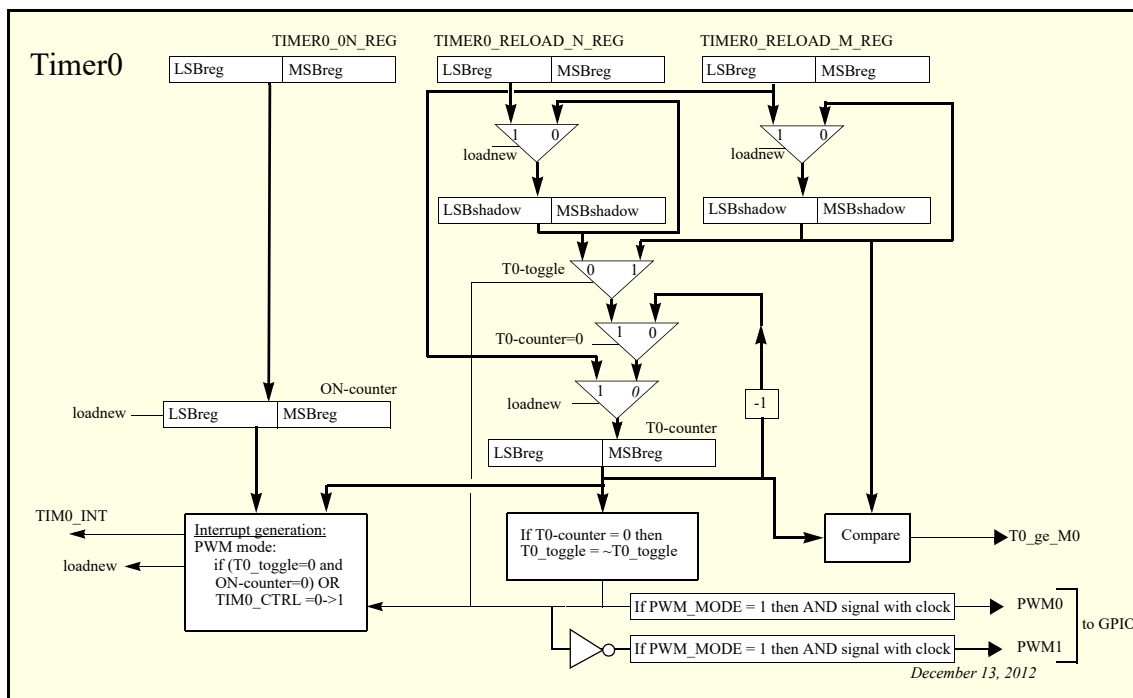 Timer0
TIMER0_0N_REG
TIMER0_RELOAD_N_REG
TIMER0_RELOAD_M_REG
LSBreg MSBreg
LSBreg MSBreg
LSBreg MSBreg
1 0
loadnew
1 0
loadnew
LSBshadow MSBshadow
LSBshadow MSBshadow
T0-toggle
0 1
T0-counter=0
1 0
ON-counter
loadnew
LSBreg MSBreg
loadnew
1 0
-1
T0-counter
LSBreg MSBreg
TIM0_INT
loadnew
Interrupt generation:
PWM mode:
if (T0_toggle=0 and
ON-counter=0) OR
TIM0_CTRL =0->1
If T0-counter = 0 then
T0_toggle = ~T0_toggle
Compare
T0_ge_M0
If PWM_MODE = 1 then AND signal with clock
PWM0
If PWM_MODE = 1 then AND signal with clock
PWM1
to GPIO
December 13, 2012